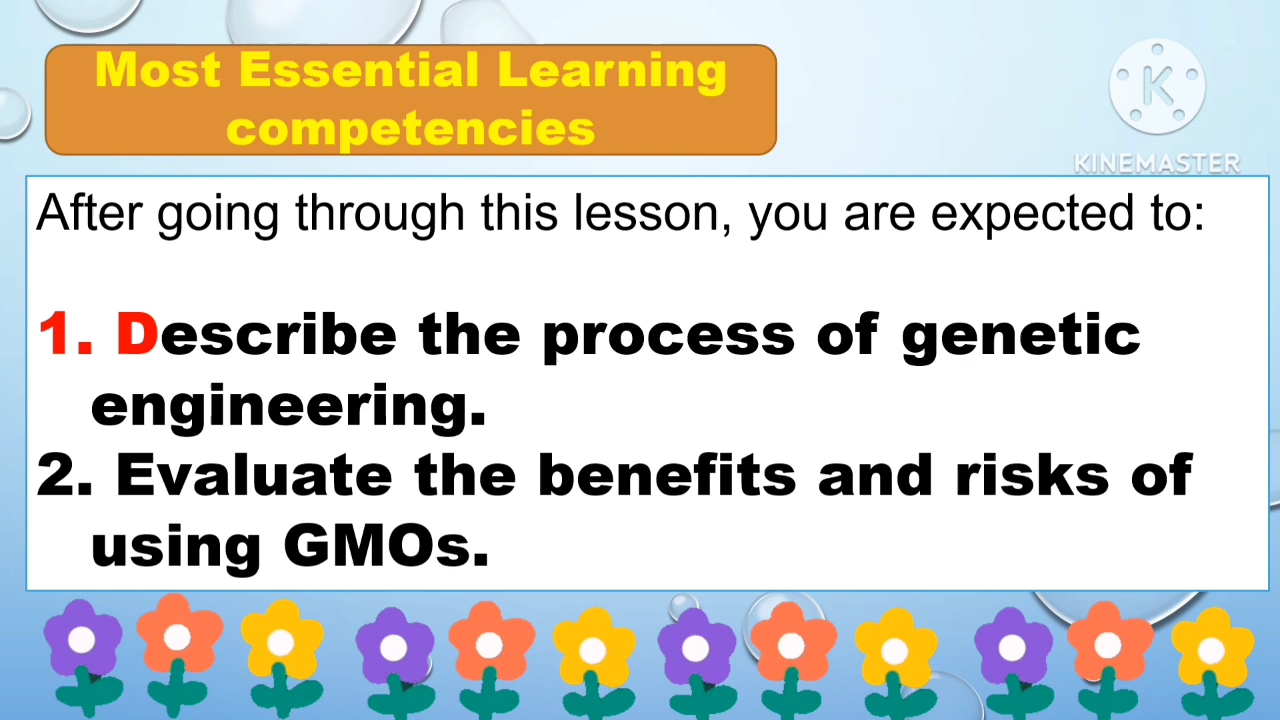 Most Essential Learning
competencies
K
KINEMASTER
After going through this lesson, you are expected to:
1. Describe the process of genetic
engineering.
2. Evaluate the benefits and risks of
using GMOs.